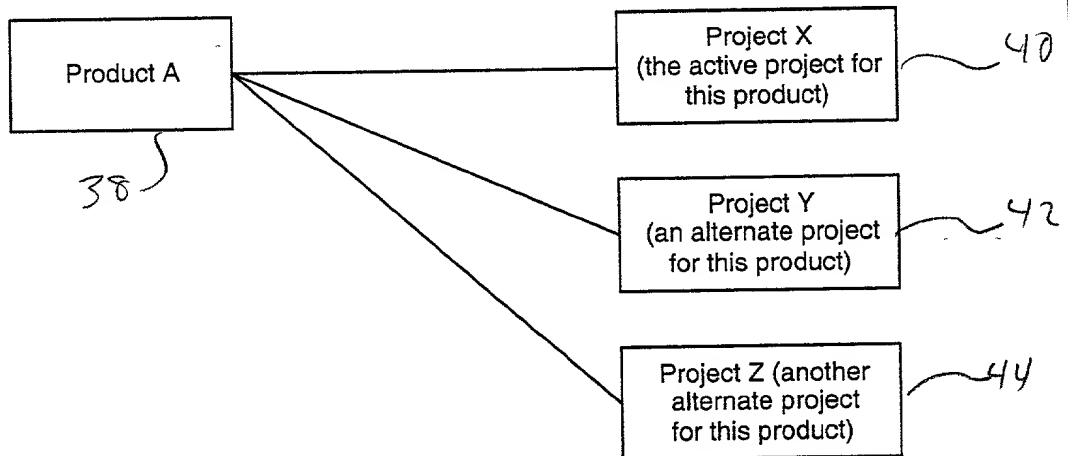 Product A
38
Project X
(the active project for
this product)
40
Project Y
(an alternate project
for this product)
42
Project Z (another
alternate project
for this product)
44